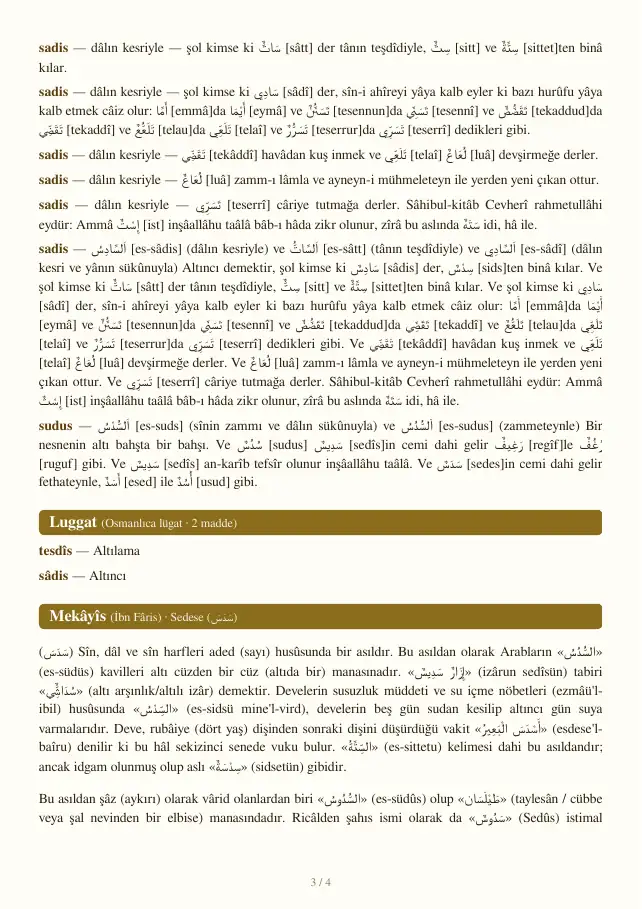 sadis — dâlın kesriyle — şol kimse ki سَاتٌّ [sâtt] der tânın teşdîdiyle, سِتٌّ [sitt] ve سِتَّةٌ [sittet]ten binâ
kılar.
sadis — dâlın kesriyle — şol kimse ki سَادِي [sâdî] der, sîn-i ahîreyi yâya kalb eyler ki bazı hurûfu yâya
kalb etmek câiz olur: أَمَّا [emmâ]da أَيْمَا [eymâ] ve تَسَنُّنٌ [tesennun]da تَسَنِّي [tesennî] ve تَقَضُّضٌ [tekaddud]da
تَقَضِّي [tekaddî] ve تَلَعُّعٌ [telau]da تَلَعِّي [telaî] ve تَسَرُّرٌ [teserrur]da تَسَرِّي [teserrî] dedikleri gibi.
sadis — dâlın kesriyle — تَقَضِّي [tekâddî] havâdan kuş inmek ve تَلَعِّي [telaî] لُعَاعٌ [luâ] devşirmeğe derler.
sadis — dâlın kesriyle — لُعَاعٌ [luâ] zamm-ı lâmla ve ayneyn-i mühmeleteyn ile yerden yeni çıkan ottur.
sadis — dâlın kesriyle — تَسَرِّي [teserrî] câriye tutmağa derler. Sâhibul-kitâb Cevherî rahmetullâhi
eydür: Ammâ إِسْتٌ [ist] inşâallâhu taâlâ bâb-ı hâda zikr olunur, zîrâ bu aslında سَتَهٌ idi, hâ ile.
sadis — اَلسَّادِسُ [es-sâdis] (dâlın kesriyle) ve اَلسَّاتُّ [es-sâtt] (tânın teşdîdiyle) ve اَلسَّادِي [es-sâdî] (dâlın
kesri ve yânın sükûnuyla) Altıncı demektir, şol kimse ki سَادِسٌ [sâdis] der, سِدْسٌ [sids]ten binâ kılar. Ve
şol kimse ki سَاتٌّ [sâtt] der tânın teşdîdiyle, سِتٌّ [sitt] ve سِتَّةٌ [sittet]ten binâ kılar. Ve şol kimse ki سَادِي
[sâdî] der, sîn-i ahîreyi yâya kalb eyler ki bazı hurûfu yâya kalb etmek câiz olur: أَمَّا [emmâ]da أَيْمَا
[eymâ] ve تَسَنُّنٌ [tesennun]da تَسَنِّي [tesennî] ve تَقَضُّضٌ [tekaddud]da تَقَضِّي [tekaddî] ve تَلَعُّعٌ [telau]da تَلَعِّي
[telaî] ve تَسَرُّرٌ [teserrur]da تَسَرِّي [teserrî] dedikleri gibi. Ve تَقَضِّي [tekâddî] havâdan kuş inmek ve تَلَعِّي
[telaî] لُعَاعٌ [luâ] devşirmeğe derler. Ve لُعَاعٌ [luâ] zamm-ı lâmla ve ayneyn-i mühmeleteyn ile yerden yeni
çıkan ottur. Ve تَسَرِّي [teserrî] câriye tutmağa derler. Sâhibul-kitâb Cevherî rahmetullâhi eydür: Ammâ
إِسْتٌ [ist] inşâallâhu taâlâ bâb-ı hâda zikr olunur, zîrâ bu aslında سَتَهٌ idi, hâ ile.
sudus — اَلسُّدْسُ [es-suds] (sînin zammı ve dâlın sükûnuyla) ve اَلسُّدُسُ [es-sudus] (zammeteynle) Bir
nesnenin altı bahşta bir bahşı. Ve سُدُسٌ [sudus] سَدِيسٌ [sedîs]in cemi dahi gelir رَغِيفٌ [regîf]le رُغُفٌ
[ruguf] gibi. Ve سَدِيسٌ [sedîs] an-karîb tefsîr olunur inşâallâhu taâlâ. Ve سَدَسٌ [sedes]in cemi dahi gelir
fethateynle, أَسَدٌ [esed] ile أُسُدٌ [usud] gibi.
Luggat (Osmanlıca lügat · 2 madde)
tesdîs — Altılama
sâdis — Altıncı
Mekâyîs (İbn Fâris) · Sedese (سَدَسَ)
(سَدَسَ) Sîn, dâl ve sîn harfleri aded (sayı) husûsunda bir asıldır. Bu asıldan olarak Arabların «السُّدُسُ»
(es-südüs) kavilleri altı cüzden bir cüz (altıda bir) manasınadır. «إِزَارٌ سَدِيسٌ» (izârun sedîsün) tabiri
«سُدَاسِيٌّ» (altı arşınlık/altılı izâr) demektir. Develerin susuzluk müddeti ve su içme nöbetleri (ezmâü'l-
ibil) husûsunda «السِّدْسُ» (es-sidsü mine'l-vird), develerin beş gün sudan kesilip altıncı gün suya
varmalarıdır. Deve, rubâiye (dört yaş) dişinden sonraki dişini düşürdüğü vakit «أَسْدَسَ الْبَعِيرُ» (esdese'l-
baîru) denilir ki bu hâl sekizinci senede vuku bulur. «السِّتَّةُ» (es-sittetu) kelimesi dahi bu asıldandır;
ancak idgam olunmuş olup aslı «سِدْسَةٌ» (sidsetün) gibidir.
Bu asıldan şâz (aykırı) olarak vârid olanlardan biri «السُّدُوسُ» (es-südûs) olup «طَيْلَسَان» (taylesân / cübbe
veya şal nevinden bir elbise) manasındadır. Ricâlden şahıs ismi olarak da «سَدُوسٌ» (Sedûs) istimal
3 / 4